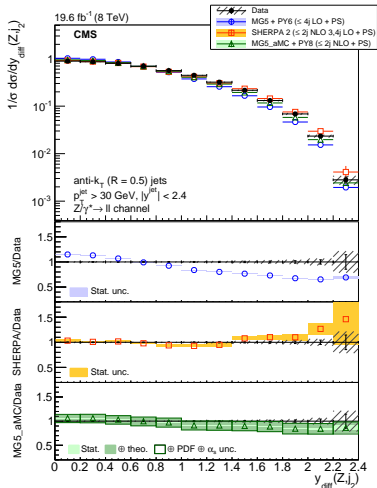 19.6 fb⁻¹ (8 TeV)
Data
MG5 + PY6 (≤ 4j LO + PS)
SHERPA 2 (≤ 2j NLO 3,4j LO + PS)
MG5_aMC + PY8 (≤ 2j NLO + PS)
CMS
1/σ dσ/dy_diff(Z,j₂)
1
10⁻¹
10⁻²
10⁻³
anti-k_T (R = 0.5) jets
p_T^jet > 30 GeV, |y^jet| < 2.4
Z/γ*→ ll channel
MG5/Data
1.5
1
0.5
Stat. unc.
SHERPA/Data
1.5
1
0.5
Stat. unc.
MG5_aMC/Data
1.5
1
0.5
Stat. ⊕ theo. ⊕ PDF ⊕ α_s unc.
0 0.2 0.4 0.6 0.8 1 1.2 1.4 1.6 1.8 2 2.2 2.4
y_diff(Z,j₂)